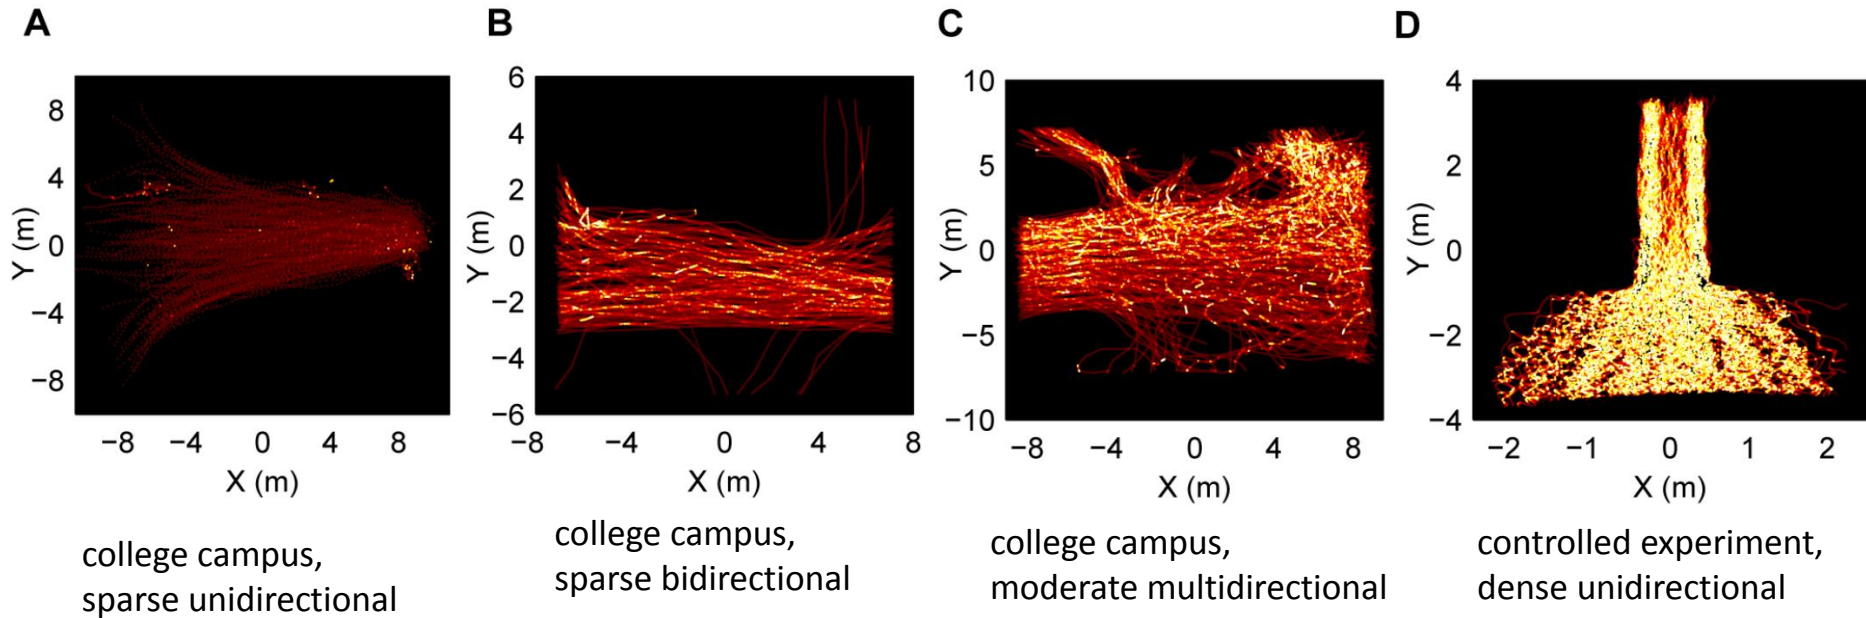 A
B
C
D
8
4
0
−4
−8
Y (m)
−8
−4
0
4
8
X (m)
6
4
2
0
−2
−4
−6
Y (m)
−8
−4
0
4
8
X (m)
10
5
0
−5
−10
Y (m)
−8
−4
0
4
8
X (m)
4
2
0
−2
−4
Y (m)
−2
−1
0
1
2
X (m)
college campus,
sparse unidirectional
college campus,
sparse bidirectional
college campus,
moderate multidirectional
controlled experiment,
dense unidirectional